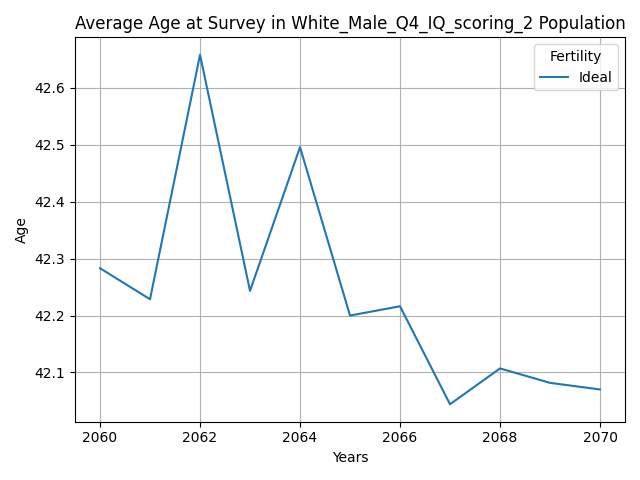 Average Age at Survey in White_Male_Q4_IQ_scoring_2 Population
Fertility
Ideal
42.6
42.5
42.4
42.3
42.2
42.1
Age
2060 2062 2064 2066 2068 2070
Years